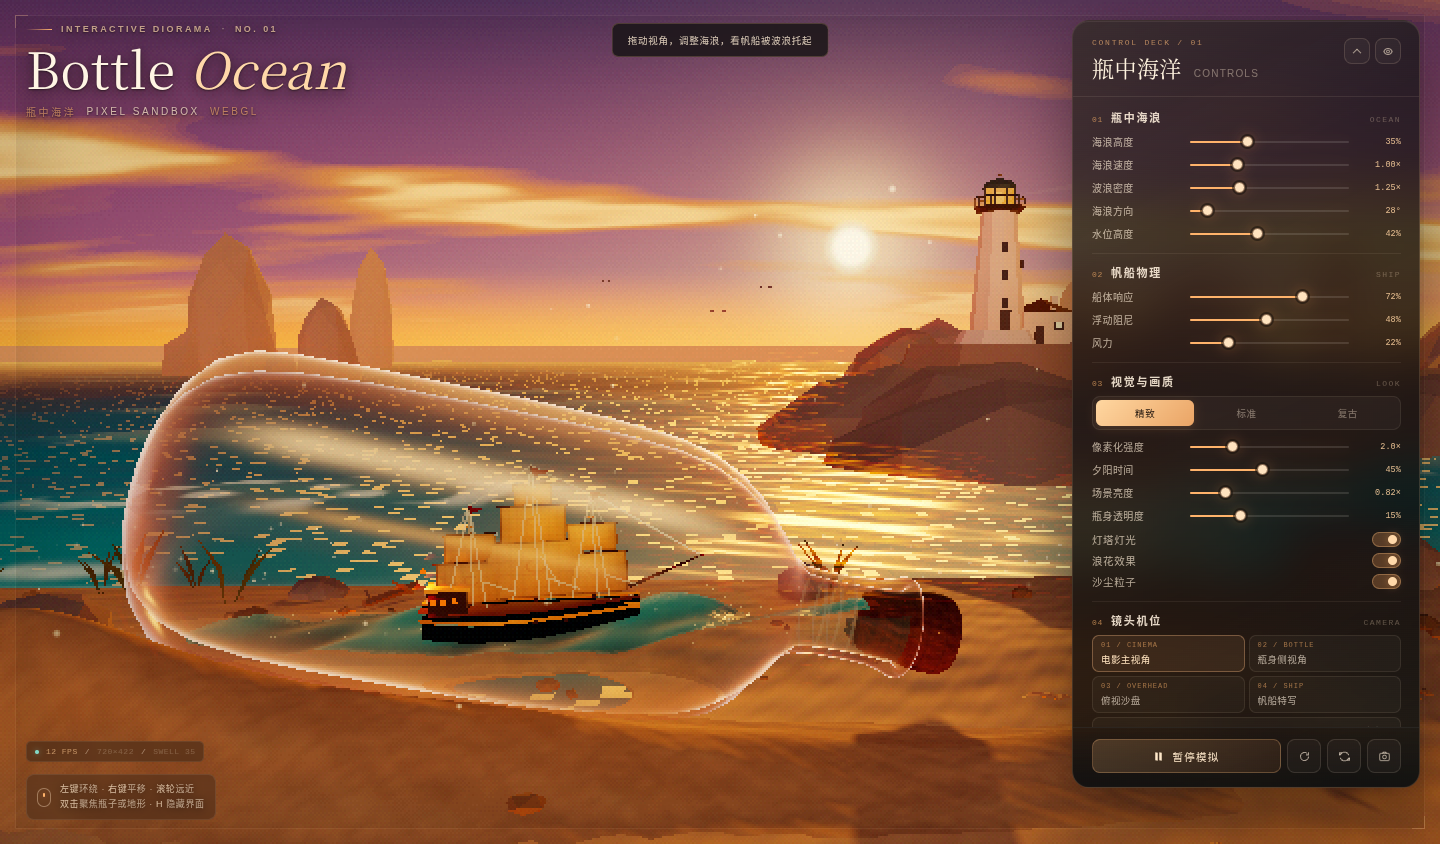 INTERACTIVE DIORAMA · NO. 01
Bottle Ocean
瓶中海洋 PIXEL SANDBOX WEBGL
拖动视角，调整海浪，看帆船被波浪托起
CONTROL DECK / 01
瓶中海洋 CONTROLS
01 瓶中海浪 OCEAN
海浪高度 35%
海浪速度 1.00×
波浪密度 1.25×
海浪方向 28°
水位高度 42%
02 帆船物理 SHIP
船体响应 72%
浮动阻尼 48%
风力 22%
03 视觉与画质 LOOK
精致 标准 复古
像素化强度 2.0×
夕阳时间 45%
场景亮度 0.82×
瓶身透明度 15%
灯塔灯光
浪花效果
沙尘粒子
04 镜头机位 CAMERA
01 / CINEMA 02 / BOTTLE
电影主视角 瓶身侧视角
03 / OVERHEAD 04 / SHIP
俯视沙盘 帆船特写
暂停模拟
12 FPS / 720×422 / SWELL 35
左键环绕 · 右键平移 · 滚轮远近
双击聚焦瓶子或地形 · H 隐藏界面